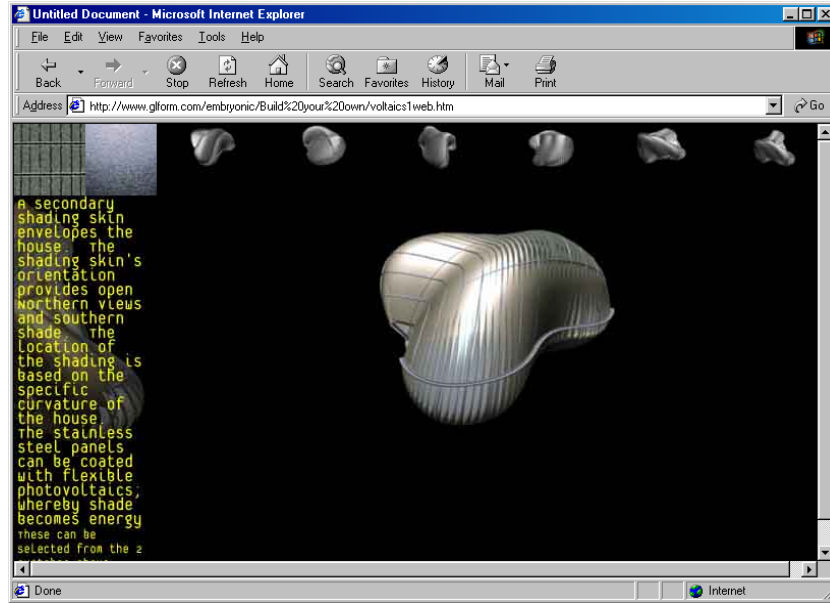 Untitled Document - Microsoft Internet Explorer
File Edit View Favorites Tools Help
Back Forward Stop Refresh Home Search Favorites History Mail Print
Address http://www.glform.com/embryonic/Build%20your%20own/voltaics1web.htm Go
A secondary
shading skin
envelopes the
house. The
shading skin's
orientation
provides open
Northern views
and southern
shade. The
location of
the shading is
based on the
specific
curvature of
the house.
The stainless
steel panels
can be coated
with flexible
photovoltaics;
whereby shade
becomes energy
These can be
selected from the 2
Done Internet